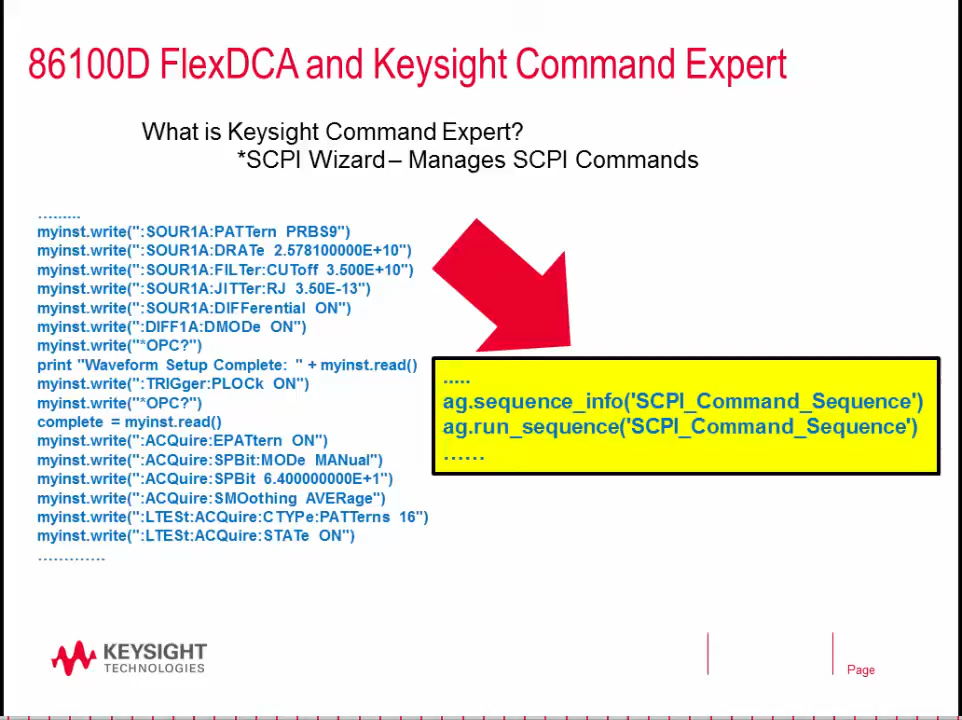 86100D FlexDCA and Keysight Command Expert
What is Keysight Command Expert?
*SCPI Wizard – Manages SCPI Commands
.........
myinst.write(":SOUR1A:PATTern PRBS9")
myinst.write(":SOUR1A:DRATe 2.578100000E+10")
myinst.write(":SOUR1A:FILTer:CUToff 3.500E+10")
myinst.write(":SOUR1A:JITTer:RJ 3.50E-13")
myinst.write(":SOUR1A:DIFFerential ON")
myinst.write(":DIFF1A:DMODe ON")
myinst.write("*OPC?")
print "Waveform Setup Complete: " + myinst.read()
myinst.write(":TRIGger:PLOCk ON")
myinst.write("*OPC?")
complete = myinst.read()
myinst.write(":ACQuire:EPATtern ON")
myinst.write(":ACQuire:SPBit:MODe MANual")
myinst.write(":ACQuire:SPBit 6.400000000E+1")
myinst.write(":ACQuire:SMOothing AVERage")
myinst.write(":LTESt:ACQuire:CTYPe:PATTerns 16")
myinst.write(":LTESt:ACQuire:STATe ON")
.............
.....
ag.sequence_info('SCPI_Command_Sequence')
ag.run_sequence('SCPI_Command_Sequence')
......
KEYSIGHT
TECHNOLOGIES
Page